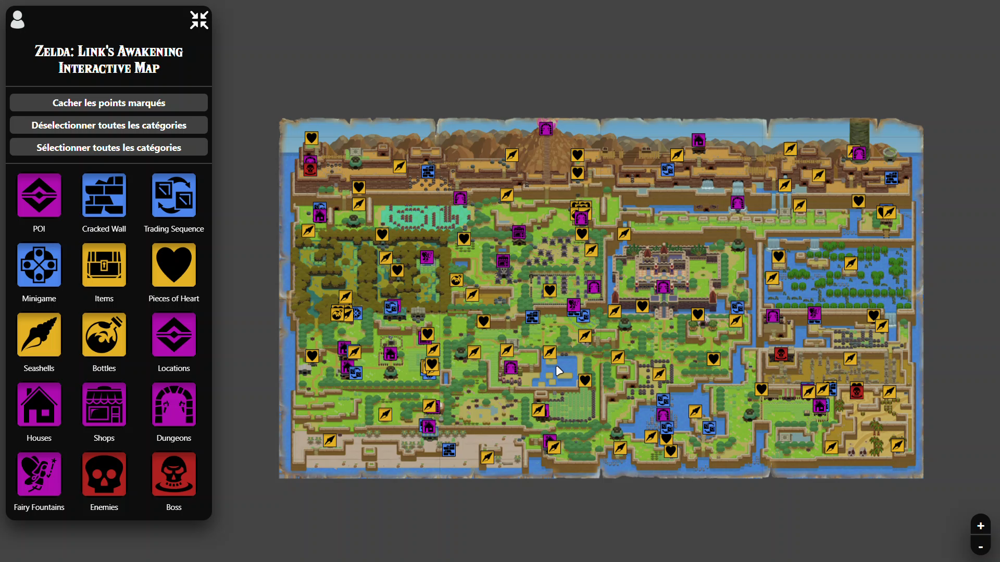 Zelda: Link's Awakening
Interactive Map
Cacher les points marqués
Déselectionner toutes les catégories
Sélectionner toutes les catégories
POI
Cracked Wall
Trading Sequence
Minigame
Items
Pieces of Heart
Seashells
Bottles
Locations
Houses
Shops
Dungeons
Fairy Fountains
Enemies
Boss
+
-